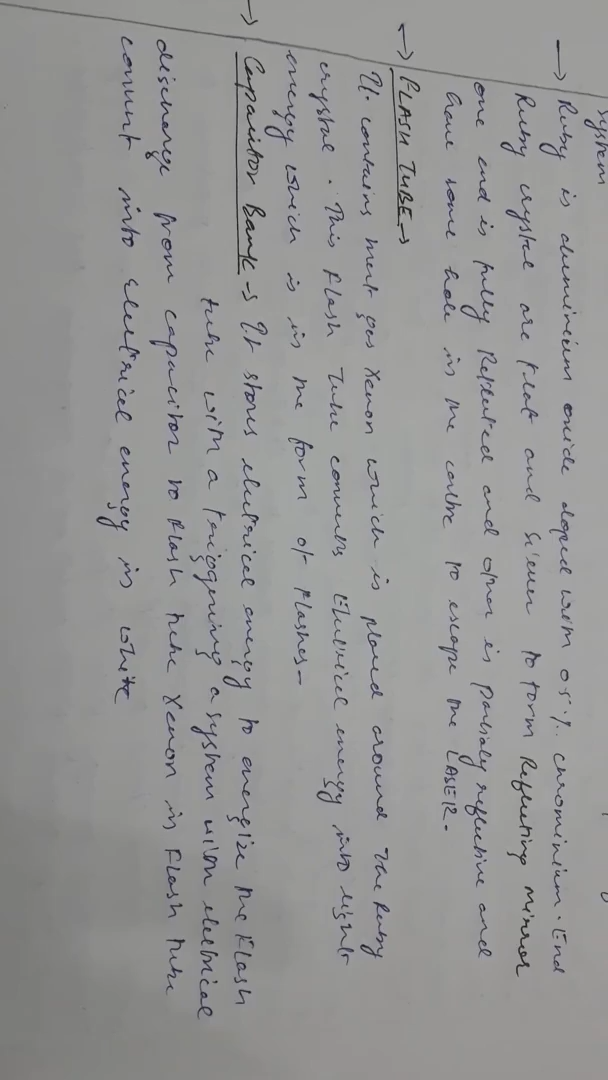 system
→ Ruby is aluminium oxide doped with 0.5 % chrominium. End
Ruby crystal are flat and silver to form Reflecting mirror
one end is fully Reflected and other is partially reflective and
have some hole in the centre to escape the LASER.
→ FLASH TUBE →
It contains inert gas Xenon which is placed around the Ruby
crystal. This Flash Tube converts Electrical energy into light
energy which is in the form of Flashes-
→ Capacitor Bank → It stores electrical energy to energize the Flash
tube with a triggering a system with electrical
discharge from capacitor to Flash tube Xenon in Flash tube
convert into electrical energy in white